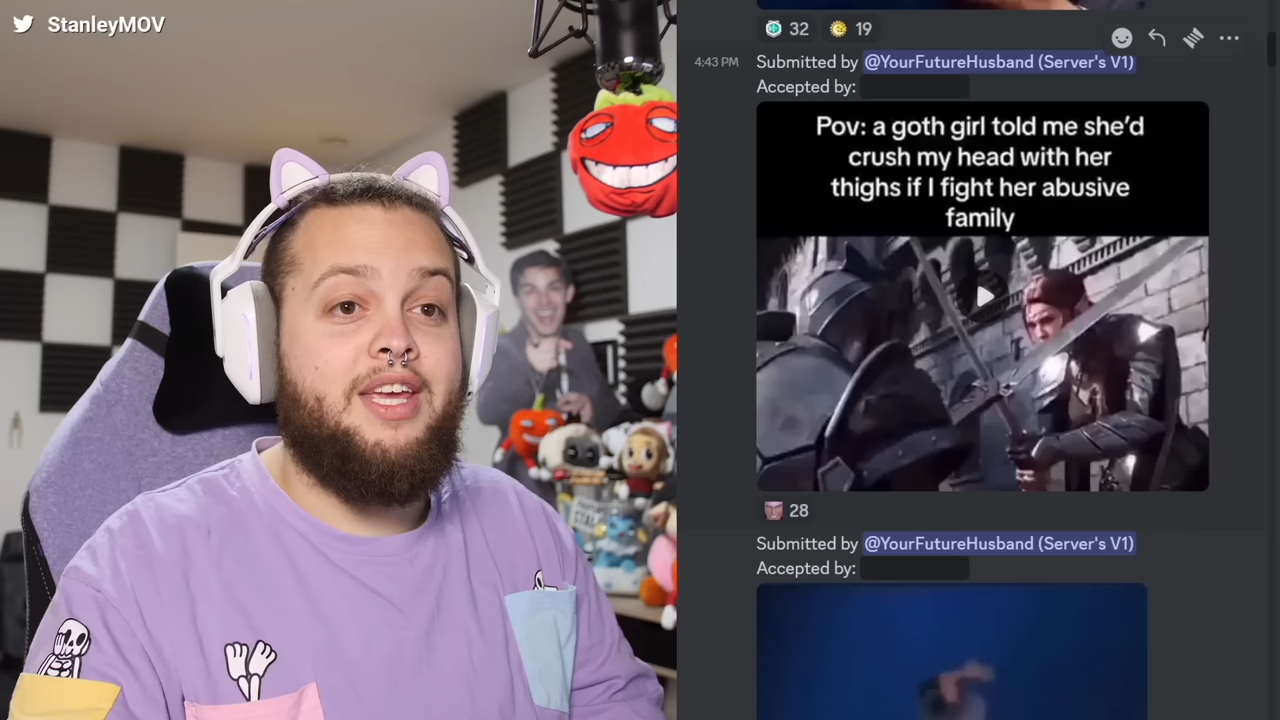 StanleyMOV
32 19
4:43 PM Submitted by @YourFutureHusband (Server's V1)
Accepted by:
Pov: a goth girl told me she'd
crush my head with her
thighs if I fight her abusive
family
28
Submitted by @YourFutureHusband (Server's V1)
Accepted by: